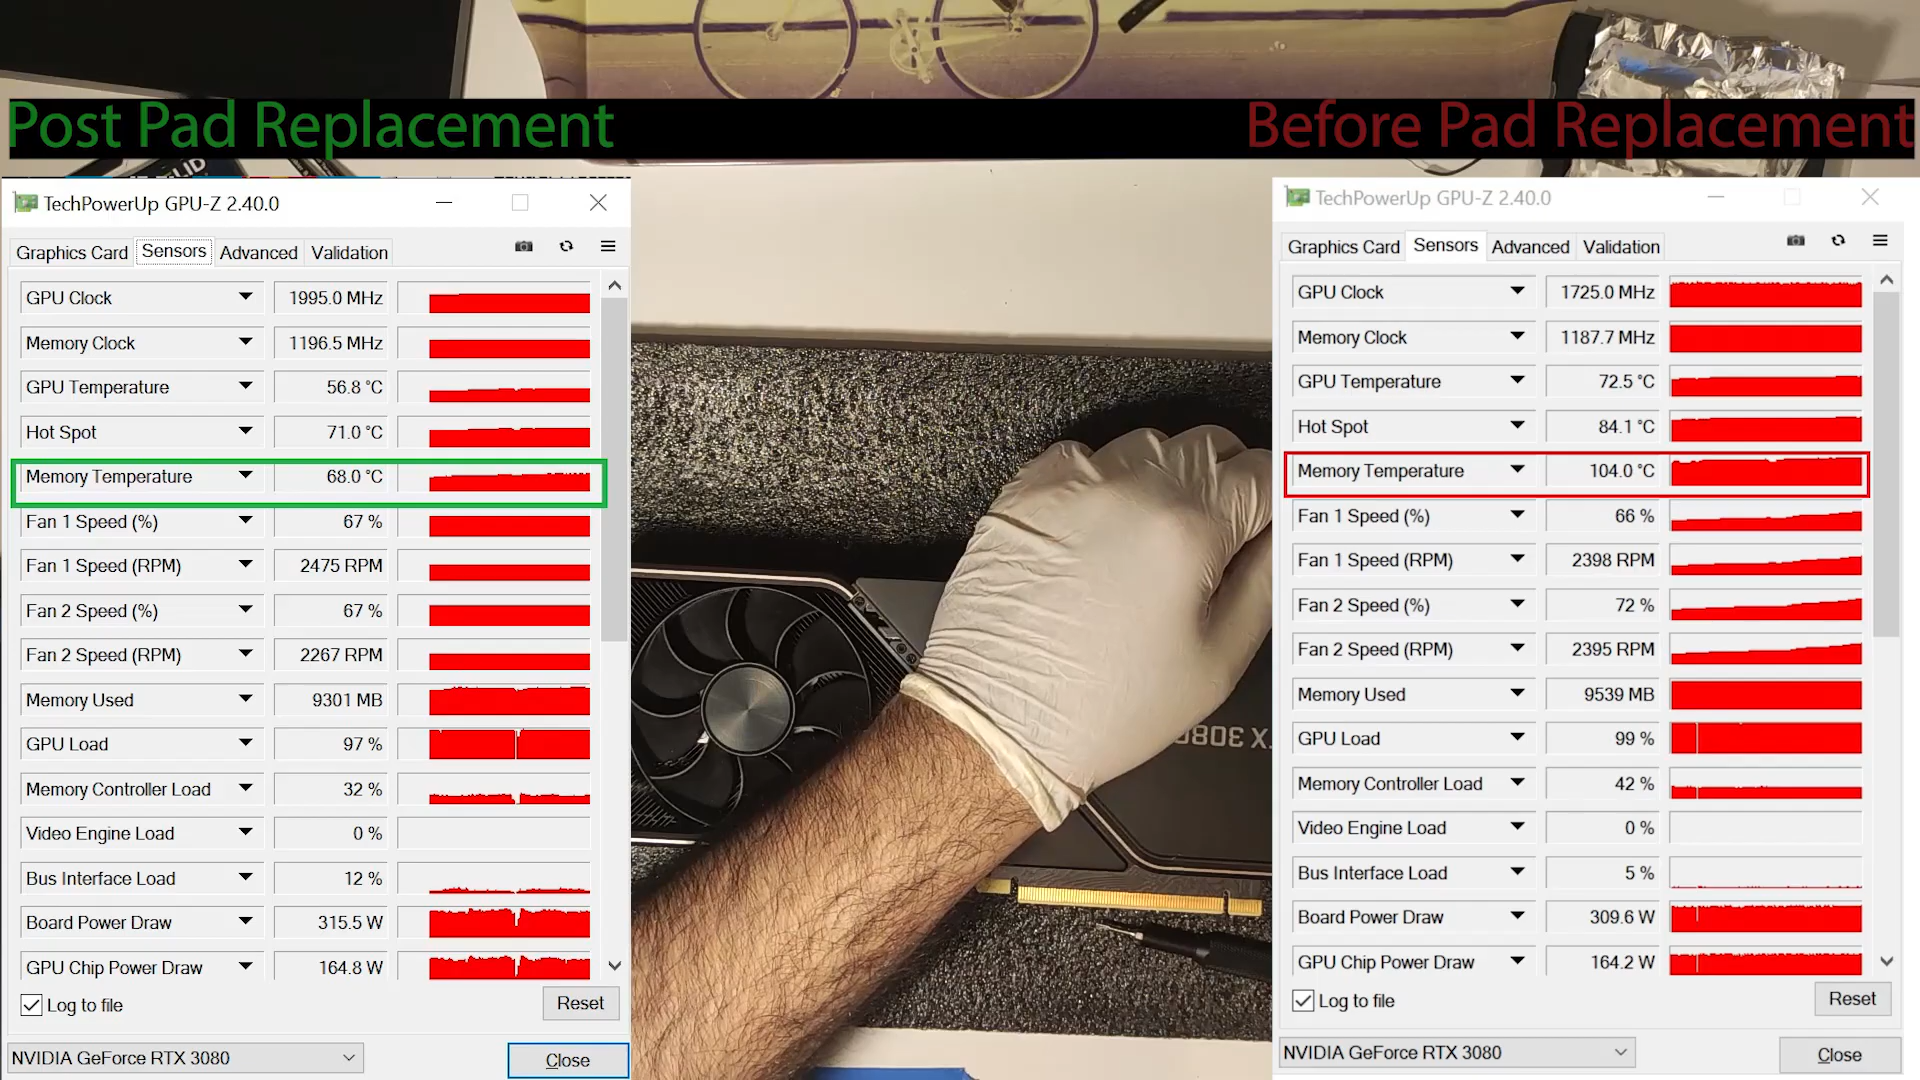 Post Pad Replacement
Before Pad Replacement
TechPowerUp GPU-Z 2.40.0
Graphics Card Sensors Advanced Validation
GPU Clock 1995.0 MHz
Memory Clock 1196.5 MHz
GPU Temperature 56.8 °C
Hot Spot 71.0 °C
Memory Temperature 68.0 °C
Fan 1 Speed (%) 67 %
Fan 1 Speed (RPM) 2475 RPM
Fan 2 Speed (%) 67 %
Fan 2 Speed (RPM) 2267 RPM
Memory Used 9301 MB
GPU Load 97 %
Memory Controller Load 32 %
Video Engine Load 0 %
Bus Interface Load 12 %
Board Power Draw 315.5 W
GPU Chip Power Draw 164.8 W
Log to file Reset
NVIDIA GeForce RTX 3080 Close
TechPowerUp GPU-Z 2.40.0
Graphics Card Sensors Advanced Validation
GPU Clock 1725.0 MHz
Memory Clock 1187.7 MHz
GPU Temperature 72.5 °C
Hot Spot 84.1 °C
Memory Temperature 104.0 °C
Fan 1 Speed (%) 66 %
Fan 1 Speed (RPM) 2398 RPM
Fan 2 Speed (%) 72 %
Fan 2 Speed (RPM) 2395 RPM
Memory Used 9539 MB
GPU Load 99 %
Memory Controller Load 42 %
Video Engine Load 0 %
Bus Interface Load 5 %
Board Power Draw 309.6 W
GPU Chip Power Draw 164.2 W
Log to file Reset
NVIDIA GeForce RTX 3080 Close